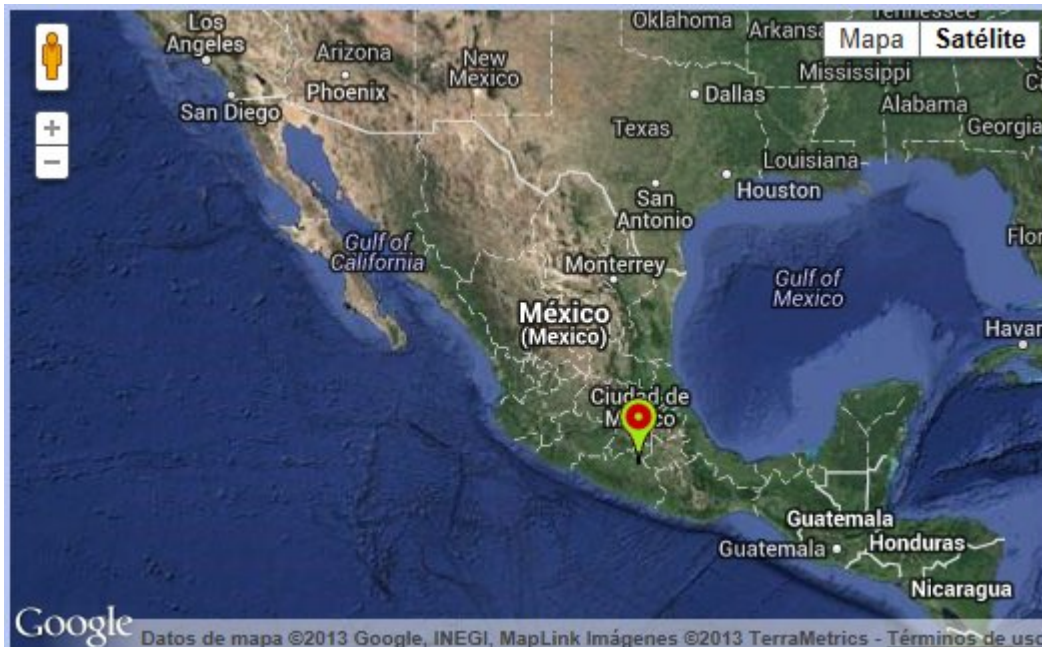 Los
Angeles
San Diego
Arizona
Phoenix
New
Mexico
Oklahoma
Tennessee
Arkansa
Mapa
Satélite
Mississippi
Dallas
Alabama
Texas
Georgia
Louisiana
Houston
San
Antonio
Flor
Gulf of
California
Monterrey
Gulf of
Mexico
México
(Mexico)
Havan
Ciudad de
Guatemala
Guatemala
Honduras
Nicaragua
Google
Datos de mapa ©2013 Google, INEGI, MapLink Imágenes ©2013 TerraMetrics - Términos de uso